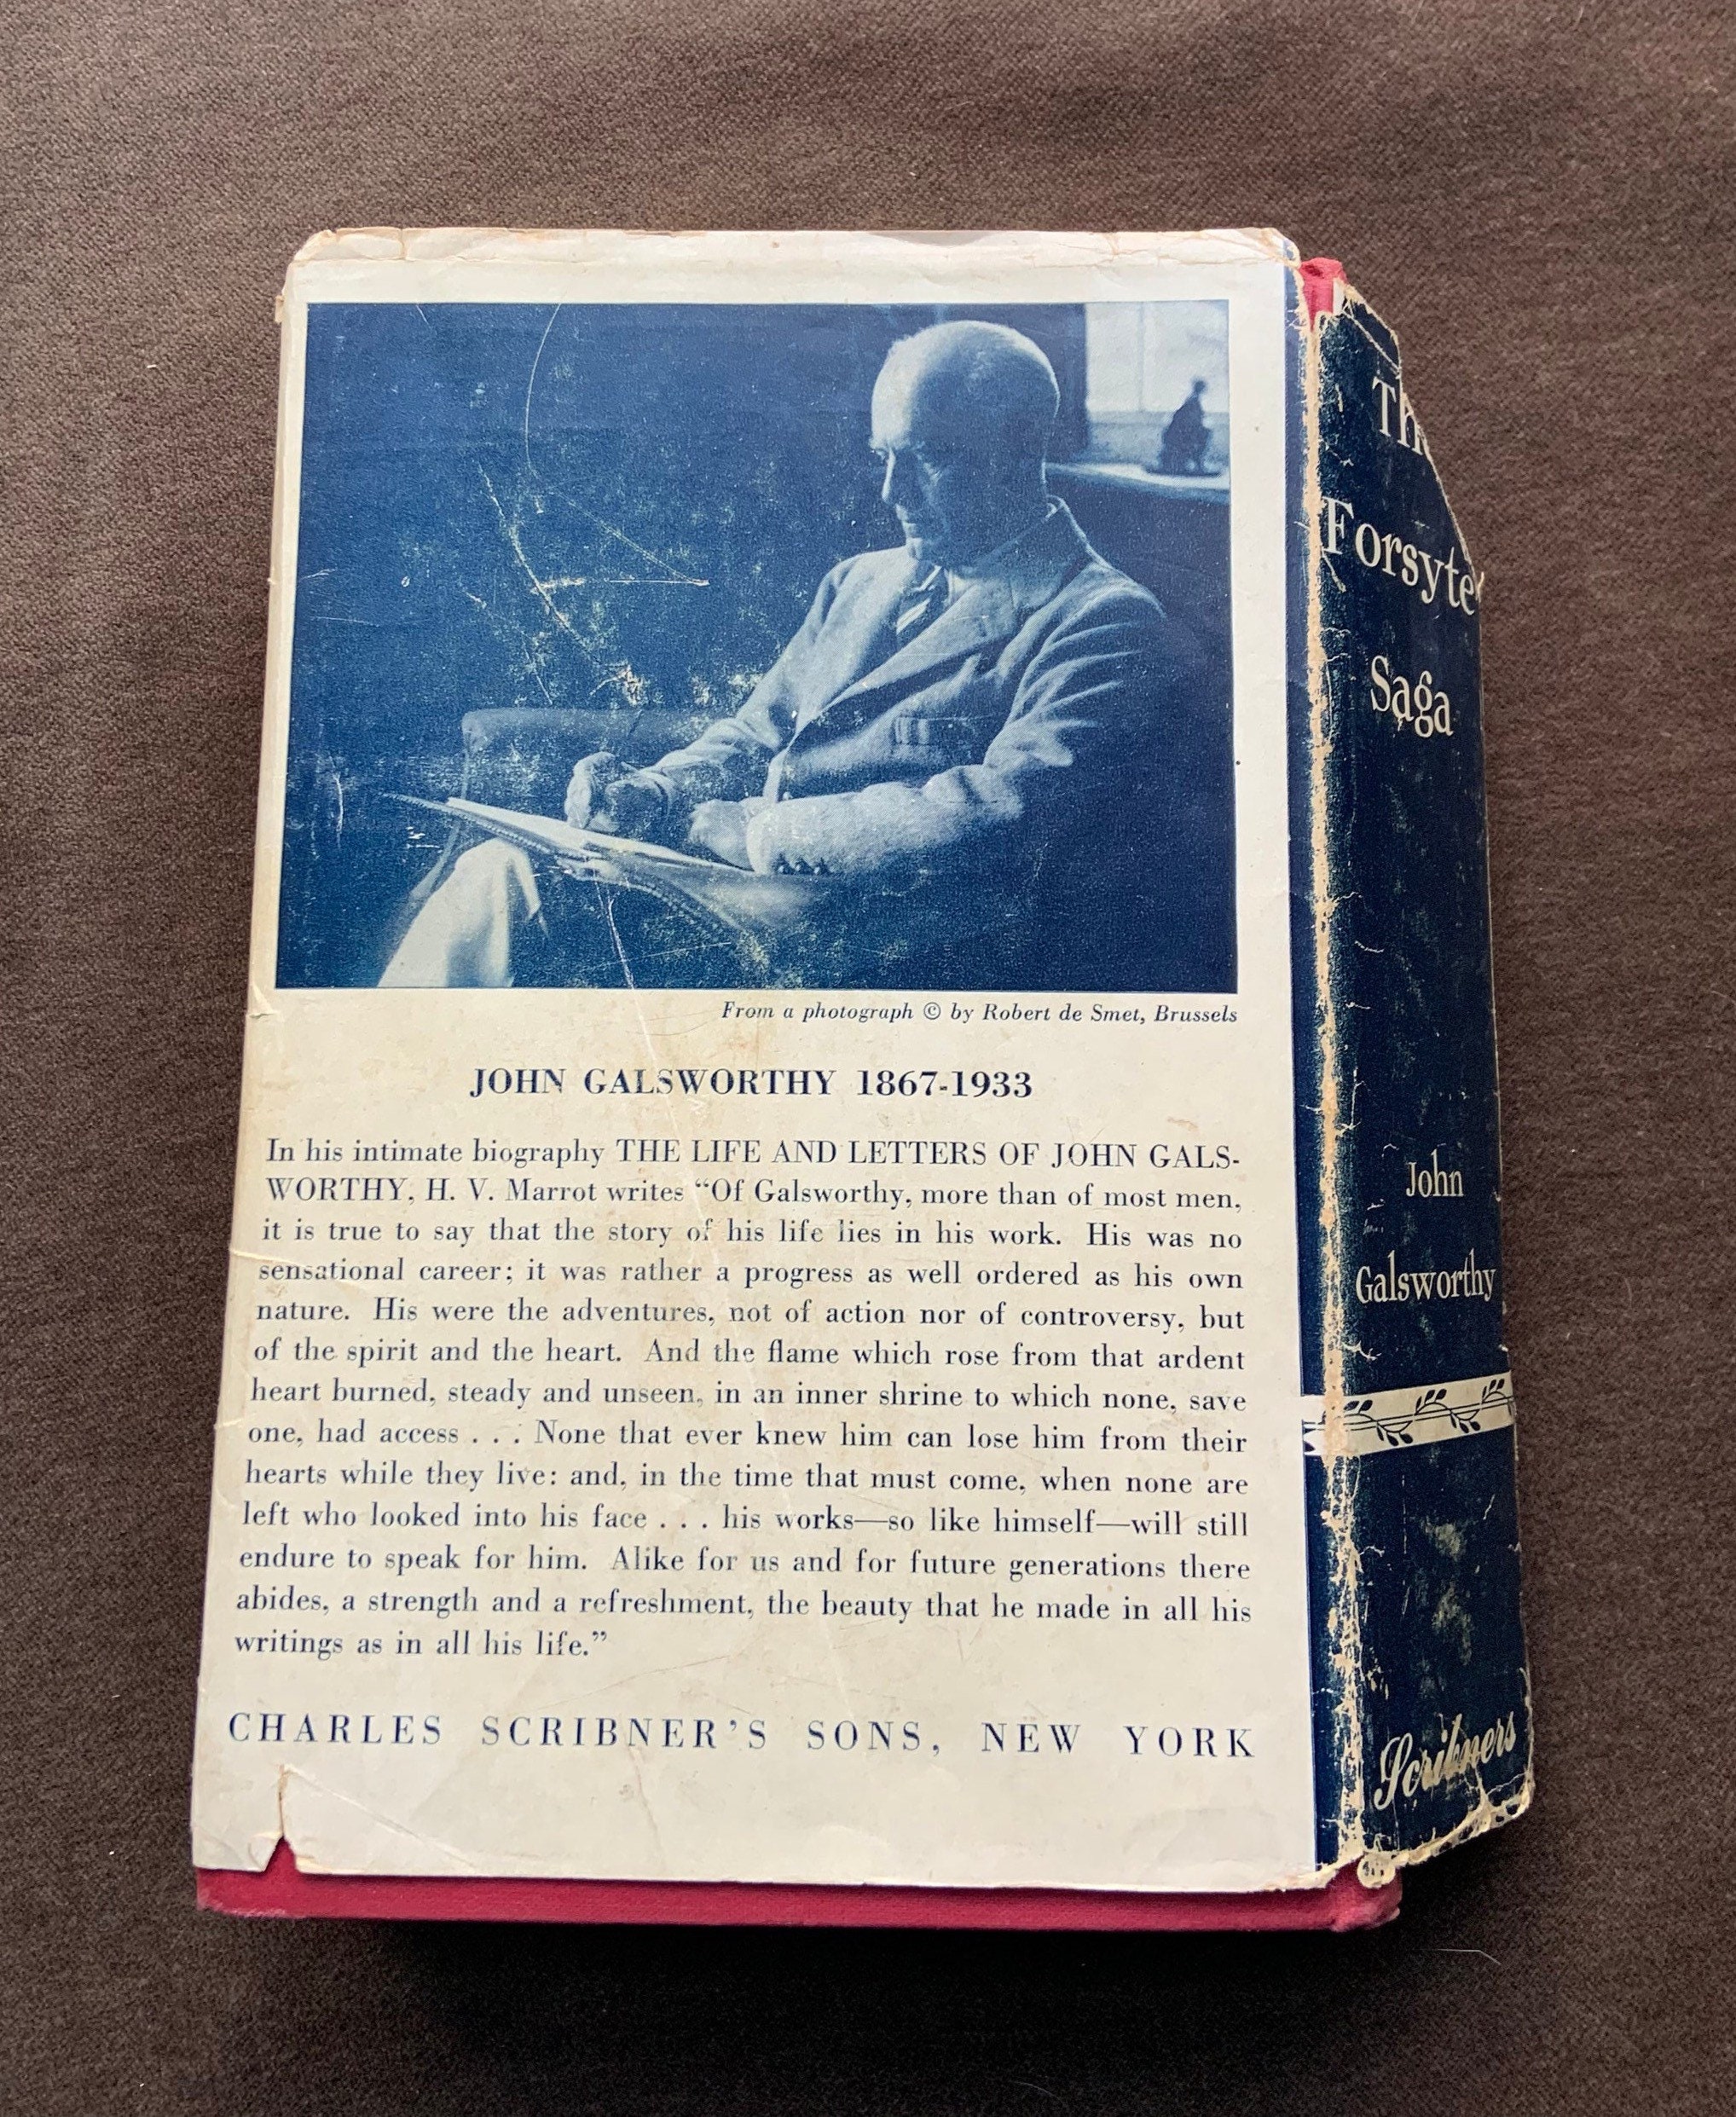 From a photograph © by Robert de Smet, Brussels
JOHN GALSWORTHY 1867-1933
In his intimate biography THE LIFE AND LETTERS OF JOHN GALS-
WORTHY, H. V. Marrot writes “Of Galsworthy, more than of most men,
it is true to say that the story of his life lies in his work. His was no
sensational career; it was rather a progress as well ordered as his own
nature. His were the adventures, not of action nor of controversy, but
of the spirit and the heart. And the flame which rose from that ardent
heart burned, steady and unseen, in an inner shrine to which none, save
one, had access . . . None that ever knew him can lose him from their
hearts while they live: and, in the time that must come, when none are
left who looked into his face . . . his works—so like himself—will still
endure to speak for him. Alike for us and for future generations there
abides, a strength and a refreshment, the beauty that he made in all his
writings as in all his life.”
CHARLES SCRIBNER’S SONS, NEW YORK
The
Forsyte
Saga
John
Galsworthy
Scribners